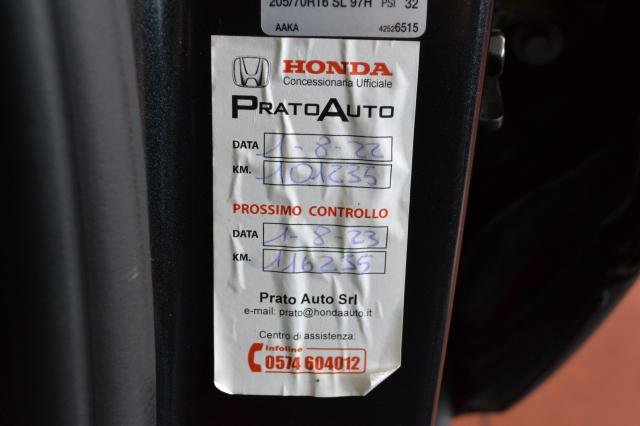 205/70R16 SL 97H PSI 32
AAKA 42526515
HONDA
Concessionaria Ufficiale
PRATOAUTO
DATA 1-8-22
KM. 101235
PROSSIMO CONTROLLO
DATA 1-8-23
KM. 116235
Prato Auto Srl
e-mail: prato@hondaauto.it
Centro di assistenza:
Infoline
0574 604012